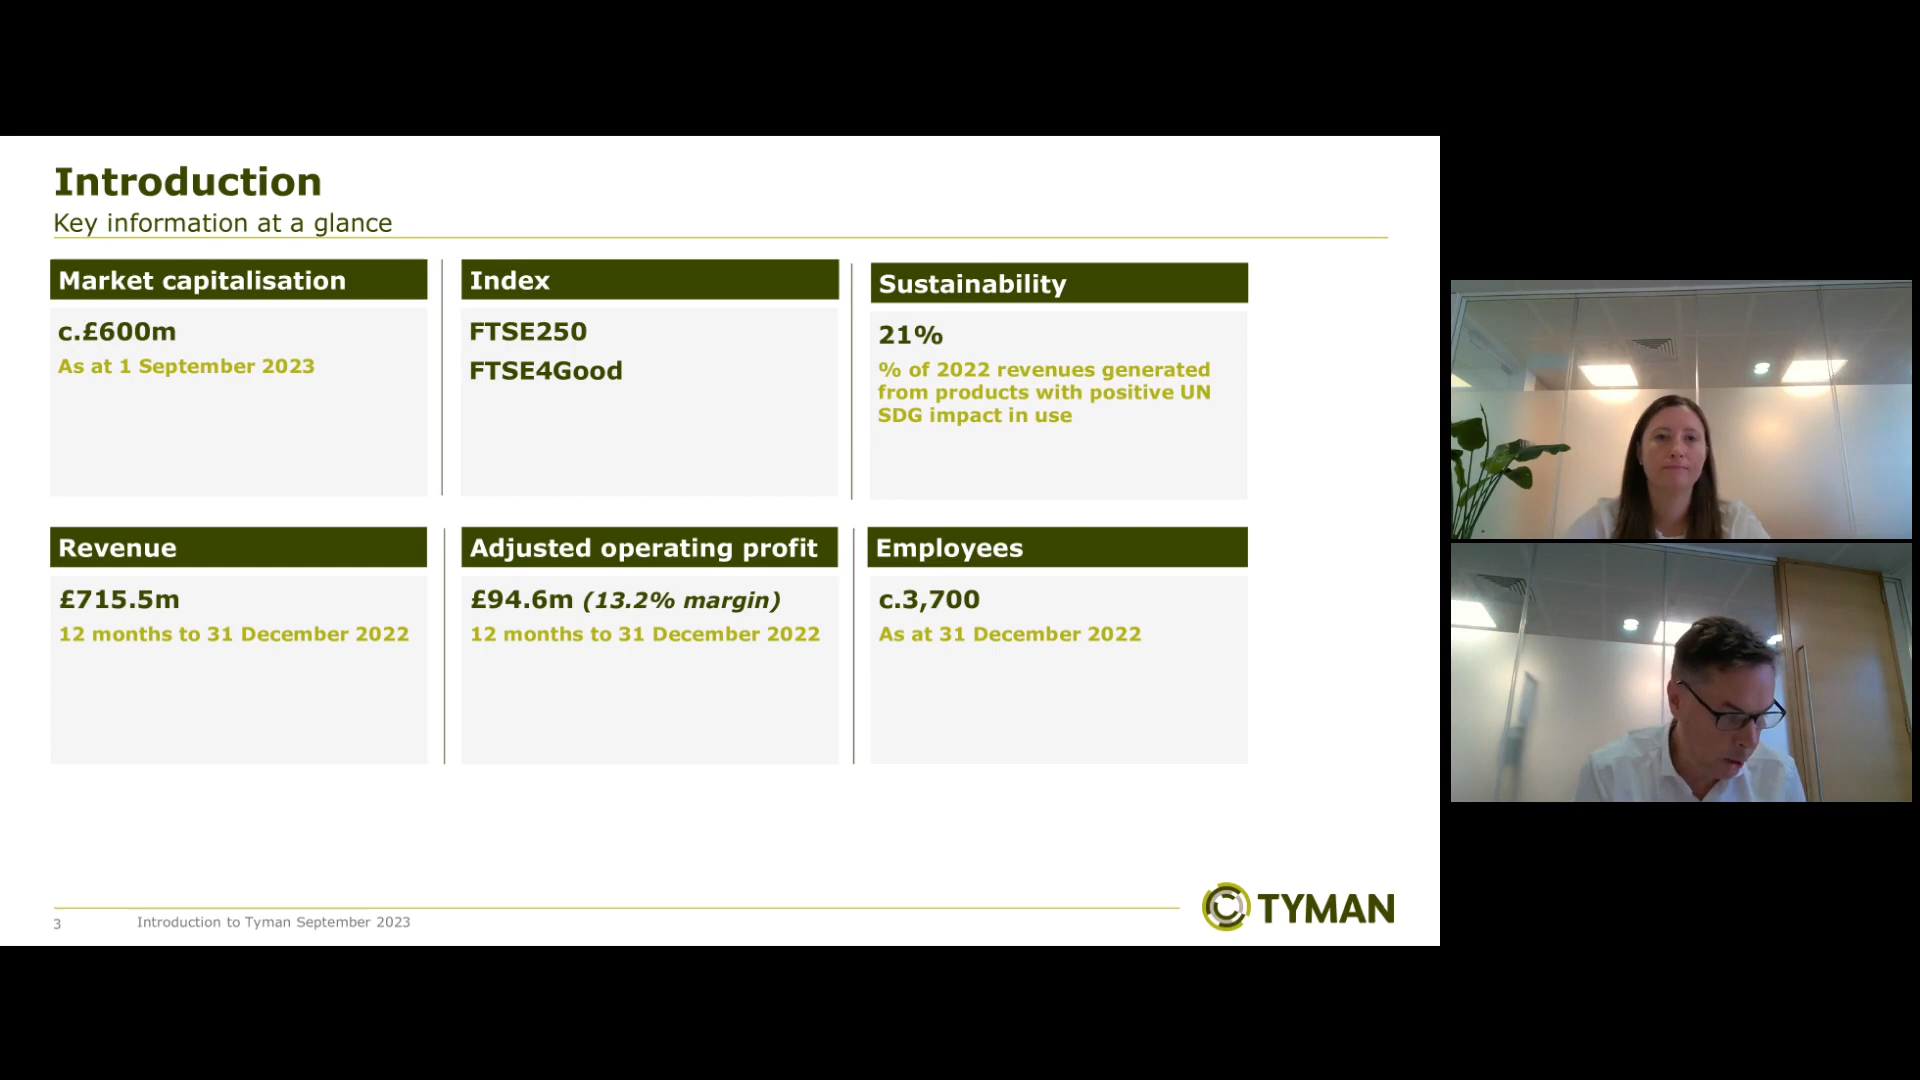 Introduction
Key information at a glance
Market capitalisation
c.£600m
As at 1 September 2023
Index
FTSE250
FTSE4Good
Sustainability
21%
% of 2022 revenues generated
from products with positive UN
SDG impact in use
Revenue
£715.5m
12 months to 31 December 2022
Adjusted operating profit
£94.6m (13.2% margin)
12 months to 31 December 2022
Employees
c.3,700
As at 31 December 2022
3
Introduction to Tyman September 2023
TYMAN